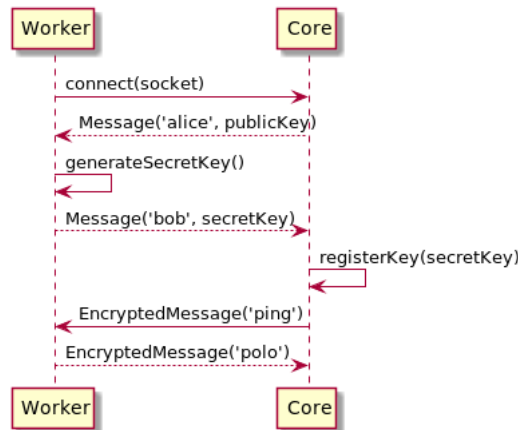 Worker Core
connect(socket)
Message('alice', publicKey)
generateSecretKey()
Message('bob', secretKey)
registerKey(secretKey)
EncryptedMessage('ping')
EncryptedMessage('polo')
Worker Core